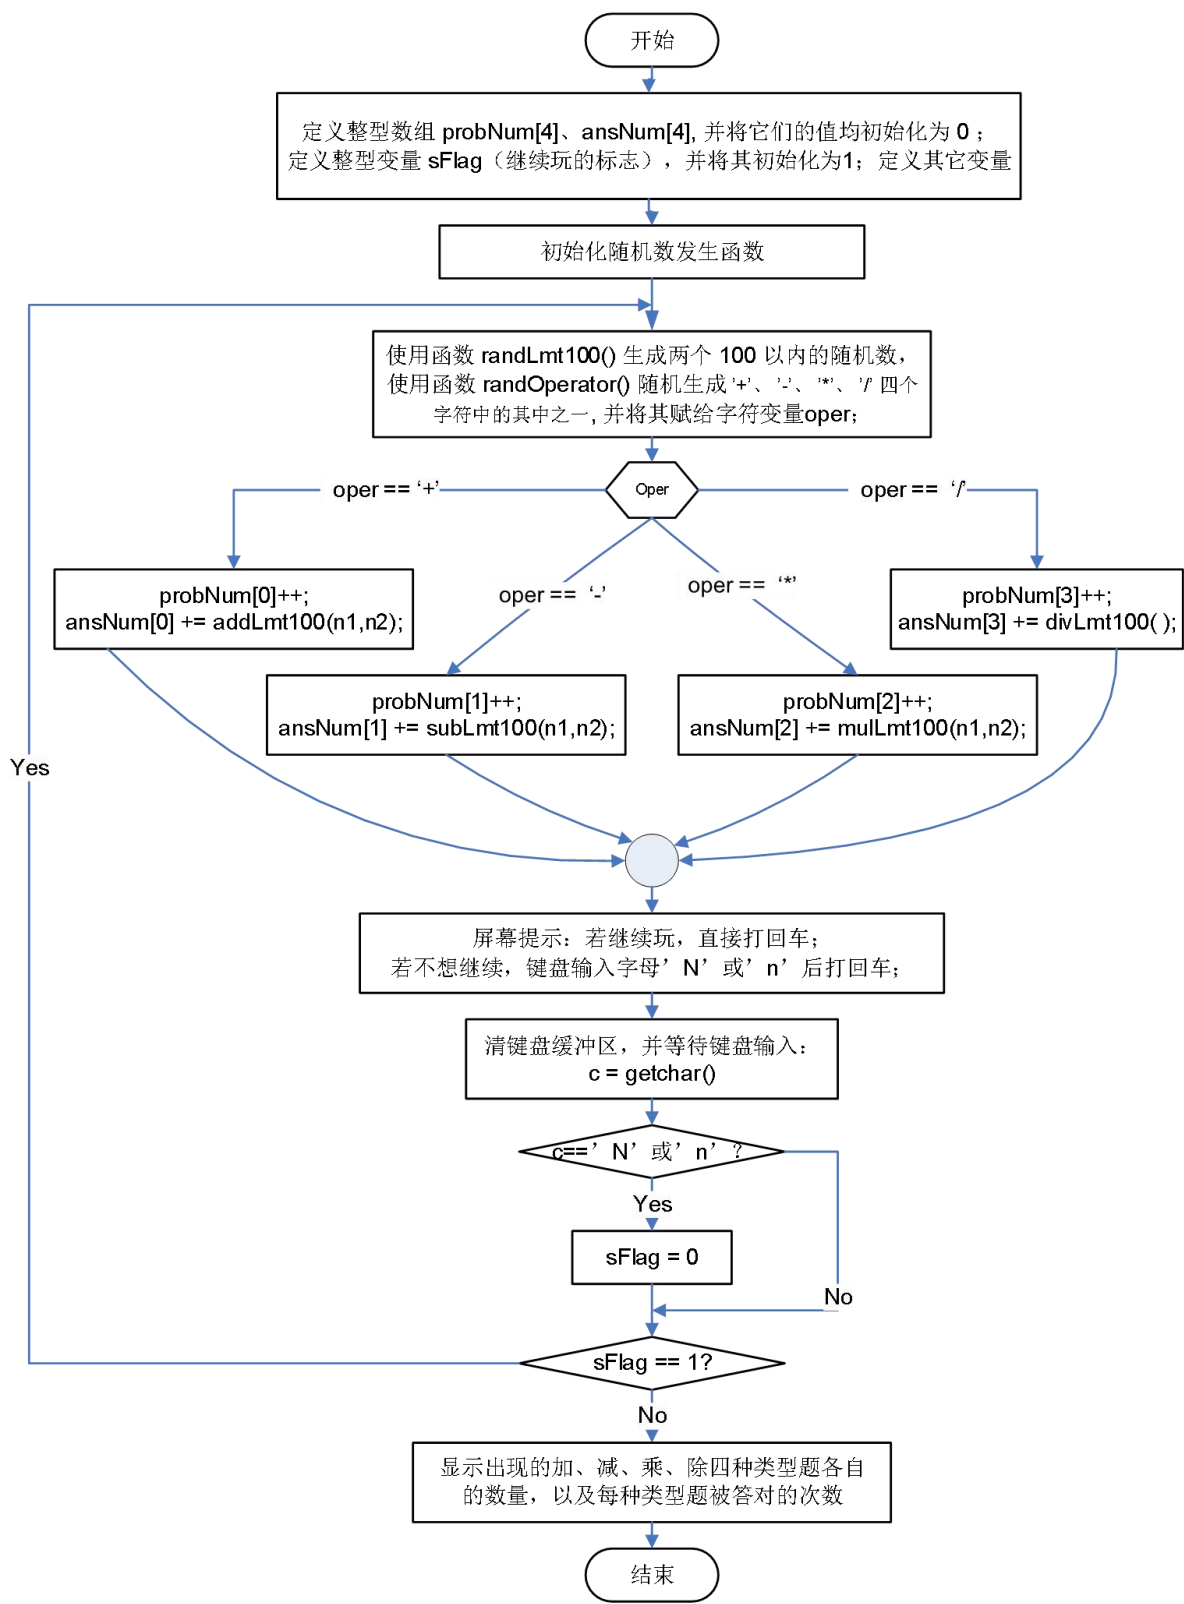 开始
定义整型数组 probNum[4]、ansNum[4], 并将它们的值均初始化为 0 ；
定义整型变量 sFlag（继续玩的标志），并将其初始化为1；定义其它变量
初始化随机数发生函数
使用函数 randLmt100() 生成两个 100 以内的随机数，
使用函数 randOperator() 随机生成 '+'、 '-'、 '*'、 '/' 四个
字符中的其中之一, 并将其赋给字符变量oper；
Oper
oper == ‘+’
oper == ‘/’
oper == ‘-’
oper == ‘*’
probNum[0]++;
ansNum[0] += addLmt100(n1,n2);
probNum[3]++;
ansNum[3] += divLmt100( );
probNum[1]++;
ansNum[1] += subLmt100(n1,n2);
probNum[2]++;
ansNum[2] += mulLmt100(n1,n2);
Yes
屏幕提示：若继续玩，直接打回车；
若不想继续，键盘输入字母’N’或’n’后打回车；
清键盘缓冲区，并等待键盘输入：
c = getchar()
c==’N’或’n’？
Yes
sFlag = 0
No
sFlag == 1?
No
显示出现的加、减、乘、除四种类型题各自
的数量，以及每种类型题被答对的次数
结束